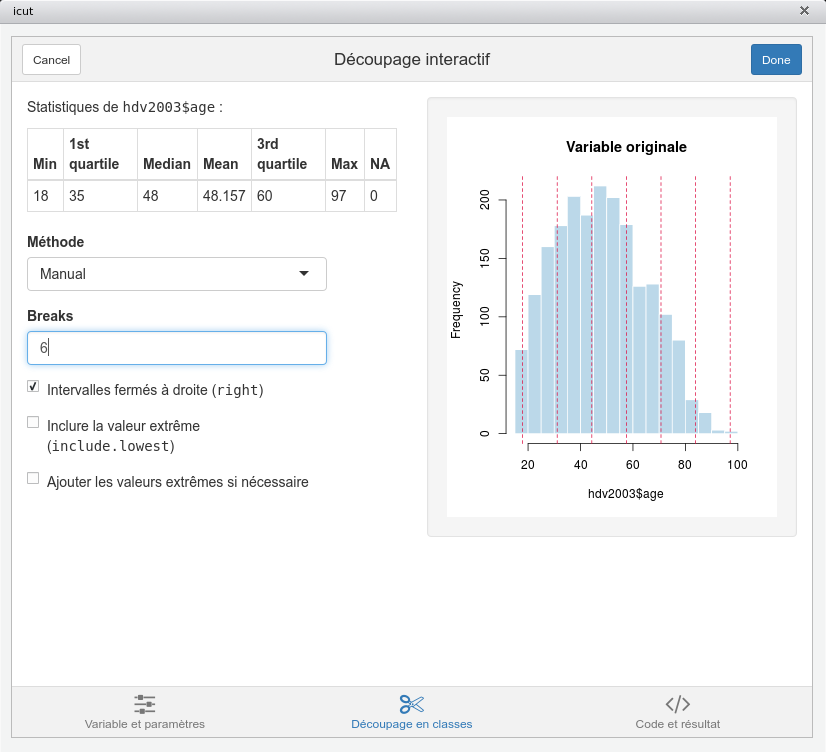 icut
Cancel
Découpage interactif
Done
Statistiques de hdv2003$age :
Min 1st quartile Median Mean 3rd quartile Max NA
18 35 48 48.157 60 97 0
Méthode
Manual
Breaks
6
Intervalles fermés à droite (right)
Inclure la valeur extrême
(include.lowest)
Ajouter les valeurs extrêmes si nécessaire
Variable originale
Frequency
200
150
100
50
0
20 40 60 80 100
hdv2003$age
Variable et paramètres
Découpage en classes
Code et résultat